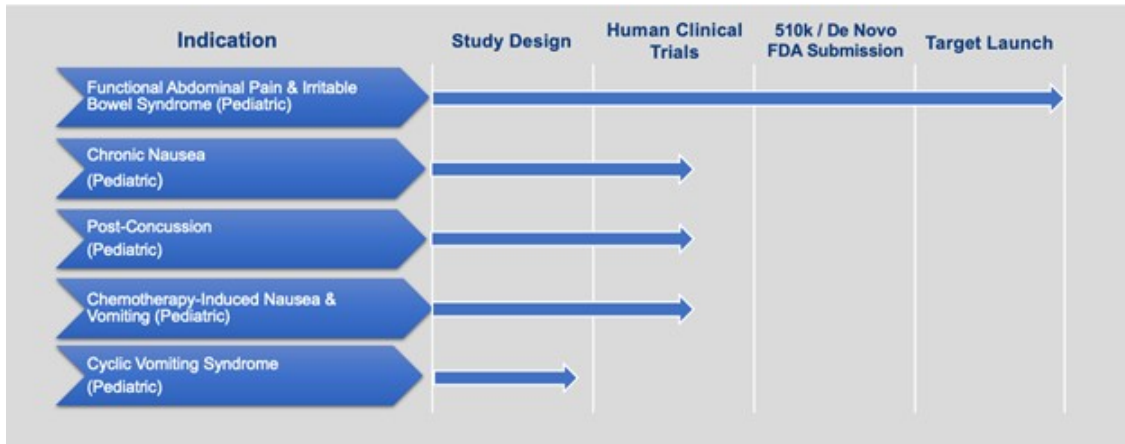 Indication
Study Design
Human Clinical
Trials
510k / De Novo
FDA Submission
Target Launch
Functional Abdominal Pain & Irritable
Bowel Syndrome (Pediatric)
Chronic Nausea
(Pediatric)
Post-Concussion
(Pediatric)
Chemotherapy-Induced Nausea &
Vomiting (Pediatric)
Cyclic Vomiting Syndrome
(Pediatric)